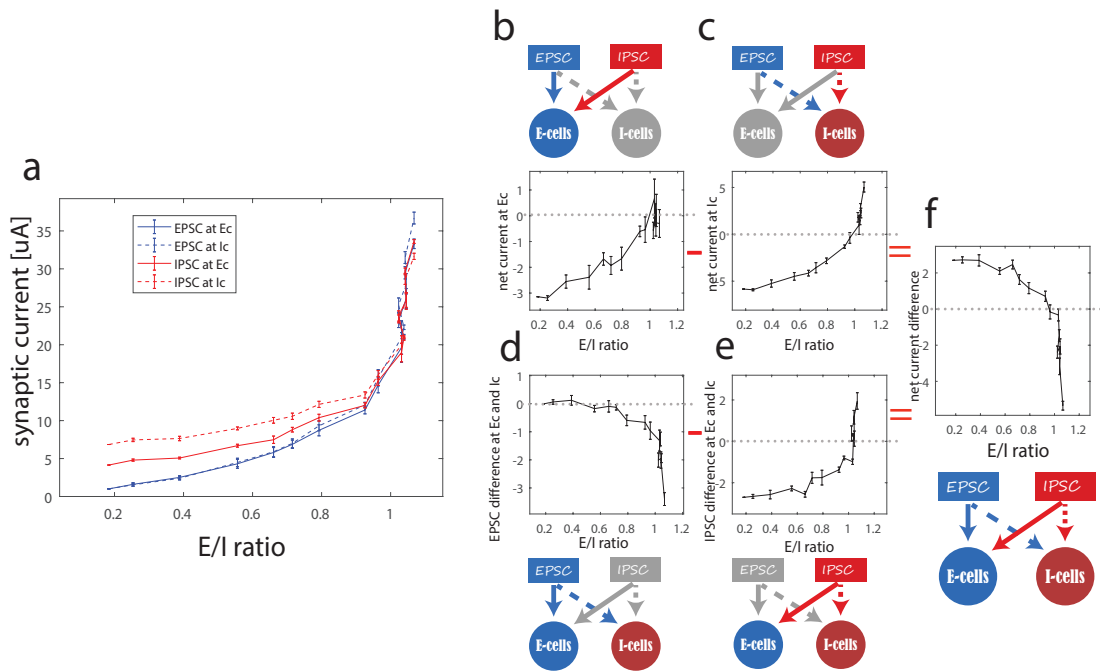 a
synaptic current [uA]
35
30
25
20
15
10
5
0
EPSC at Ec
EPSC at Ic
IPSC at Ec
IPSC at Ic
0.2 0.4 0.6 0.8 1
E/I ratio
b
EPSC IPSC
E-cells I-cells
net current at Ec
1
0
-1
-2
-3
0.2 0.4 0.6 0.8 1 1.2
E/I ratio
c
EPSC IPSC
E-cells I-cells
net current at Ic
5
0
-5
0.2 0.4 0.6 0.8 1 1.2
E/I ratio
d
EPSC difference at Ec and Ic
1
0
-1
-2
-3
0.2 0.4 0.6 0.8 1 1.2
E/I ratio
EPSC IPSC
E-cells I-cells
e
IPSC difference at Ec and Ic
2
1
0
-1
-2
0.2 0.4 0.6 0.8 1 1.2
E/I ratio
EPSC IPSC
E-cells I-cells
f
net current difference
2
0
-2
-4
0.2 0.4 0.6 0.8 1 1.2
E/I ratio
EPSC IPSC
E-cells I-cells